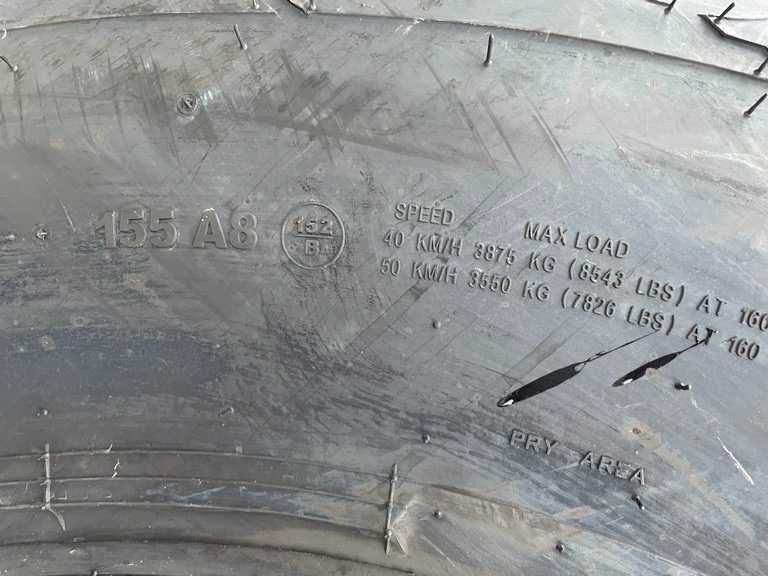 155 A8
152
B
SPEED MAX LOAD
40 KM/H 3875 KG (8543 LBS) AT 160
50 KM/H 3550 KG (7826 LBS) AT 160
PRY AREA